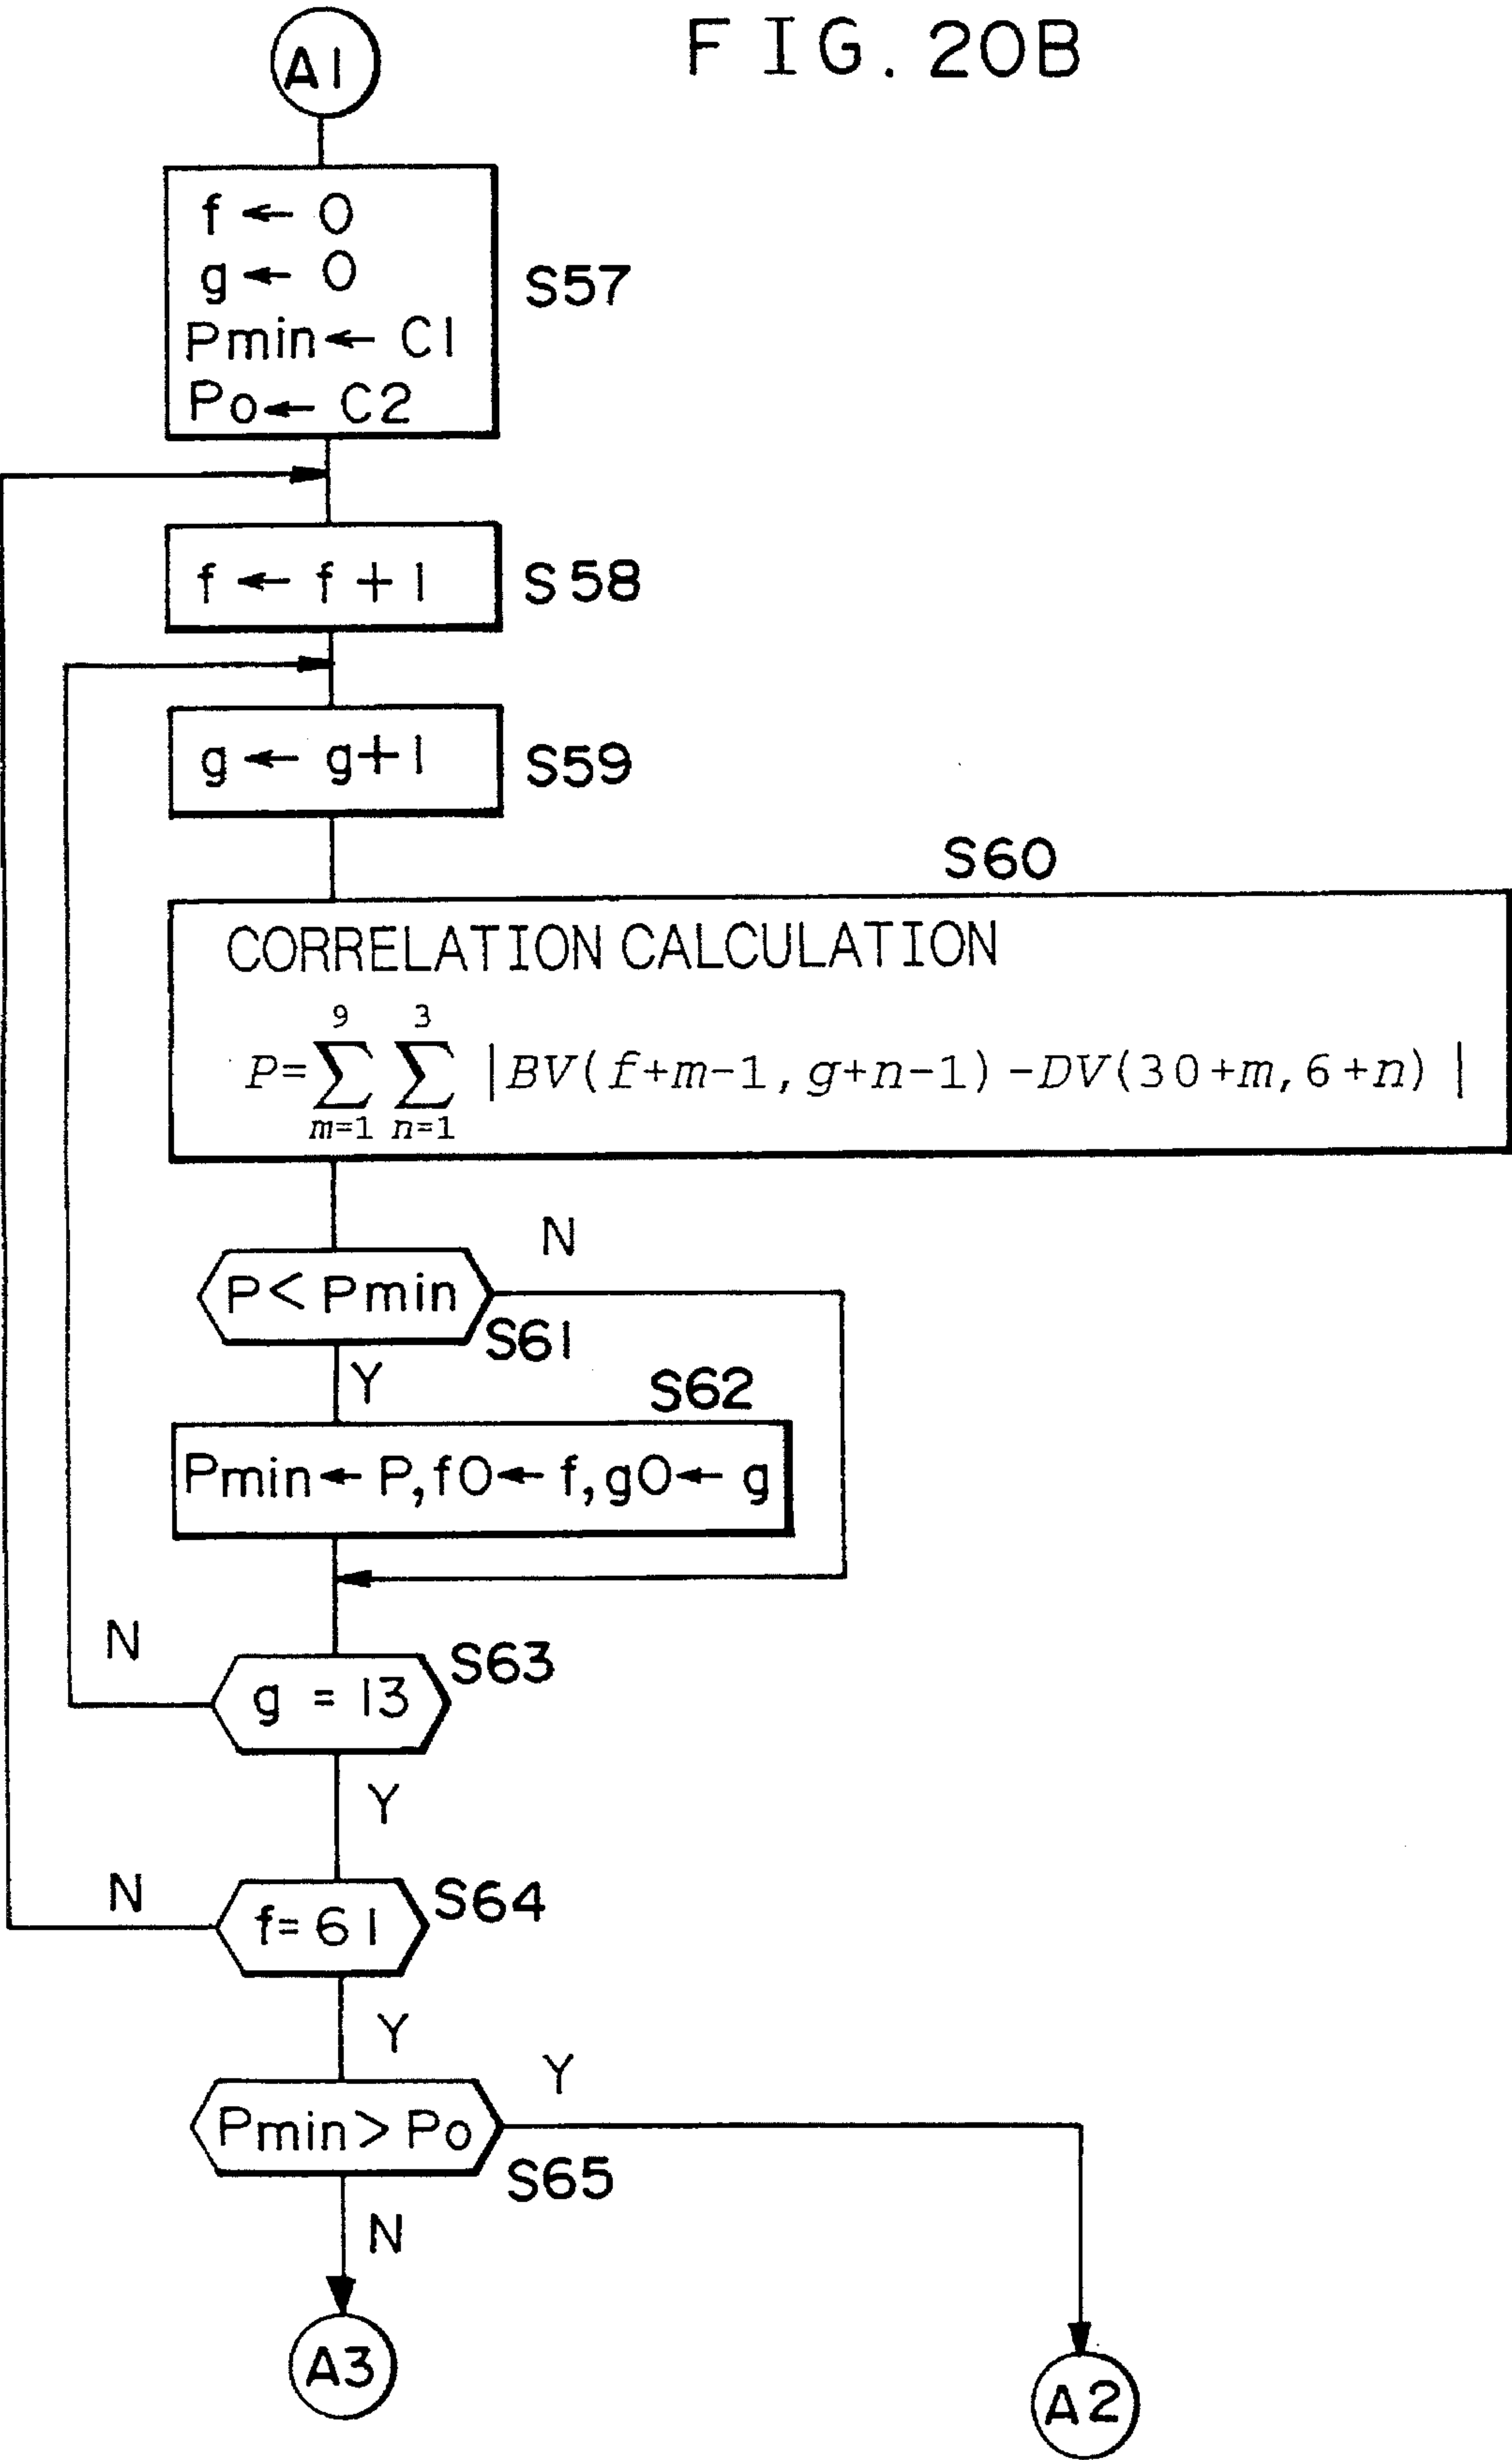 FIG. 20B
A1
f ← 0
g ← 0
Pmin ← C1
Po ← C2
S57
f ← f + 1
S58
g ← g+1
S59
S60
CORRELATION CALCULATION
P=∑_{m=1}^{9} ∑_{n=1}^{3} |BV(f+m-1, g+n-1) -DV(30+m, 6+n) |
N
P< Pmin
S61
Y
S62
Pmin ← P, f0 ← f, g0 ← g
N
S63
g = 13
Y
N
S64
f= 61
Y
Y
Pmin > Po
S65
N
A3
A2